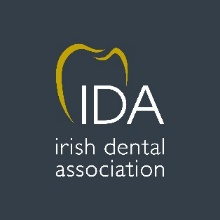 IDA
irish dental
association